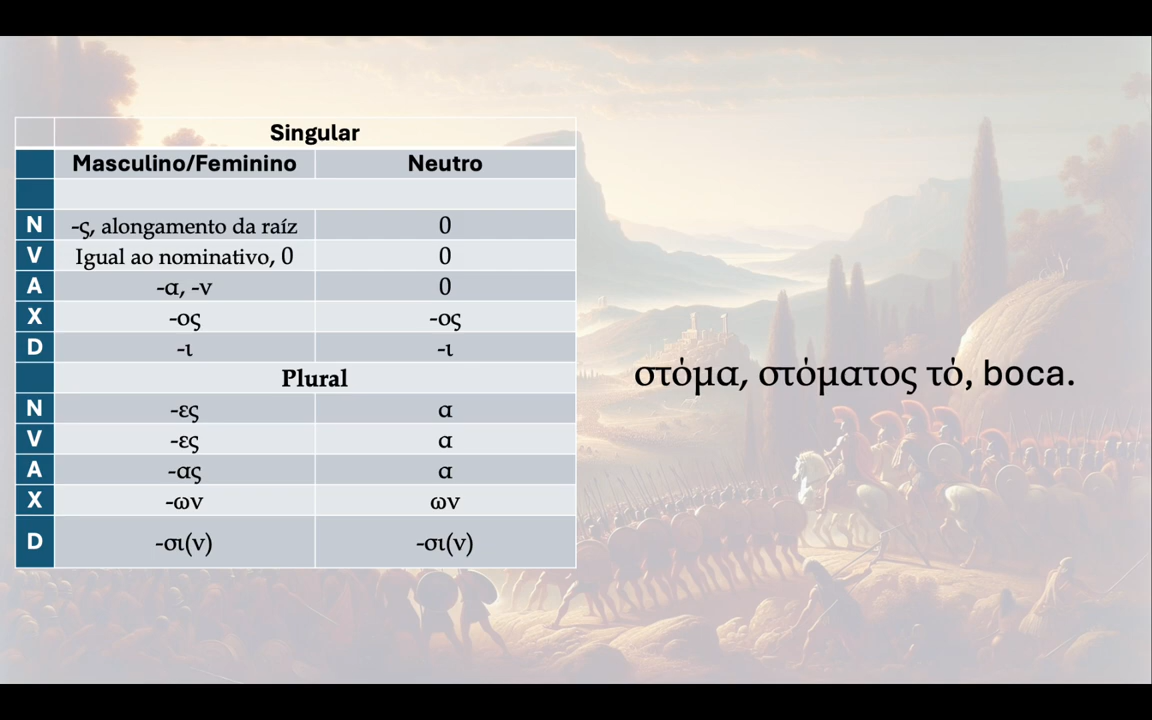 Singular
Masculino/Feminino Neutro
N -ς, alongamento da raíz 0
V Igual ao nominativo, 0 0
A -α, -ν 0
X -ος -ος
D -ι -ι
Plural
N -ες α
V -ες α
A -ας α
X -ων ων
D -σι(ν) -σι(ν)
στόμα, στόματος τό, boca.